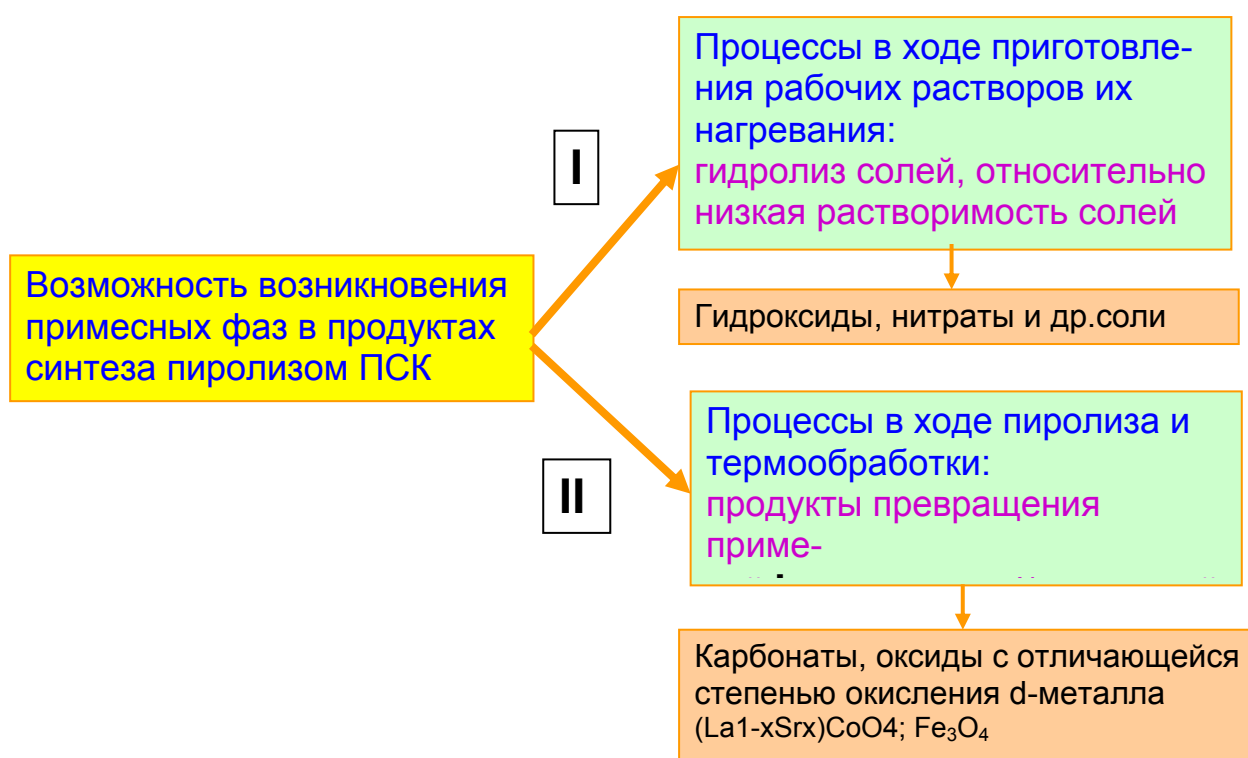 Процессы в ходе приготовле-
ния рабочих растворов их
нагревания:
гидролиз солей, относительно
низкая растворимость солей
I
Гидроксиды, нитраты и др.соли
Возможность возникновения
примесных фаз в продуктах
синтеза пиролизом ПСК
II
Процессы в ходе пиролиза и
термообработки:
продукты превращения
приме-
Карбонаты, оксиды с отличающейся
степенью окисления d-металла
(La1-xSrx)CoO4; Fe₃O₄